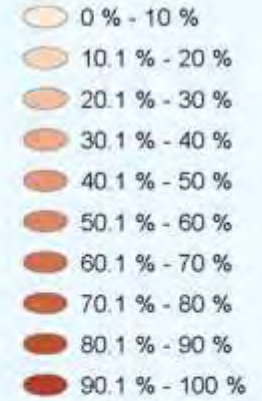 0 % - 10 %
10.1 % - 20 %
20.1 % - 30 %
30.1 % - 40 %
40.1 % - 50 %
50.1 % - 60 %
60.1 % - 70 %
70.1 % - 80 %
80.1 % - 90 %
90.1 % - 100 %